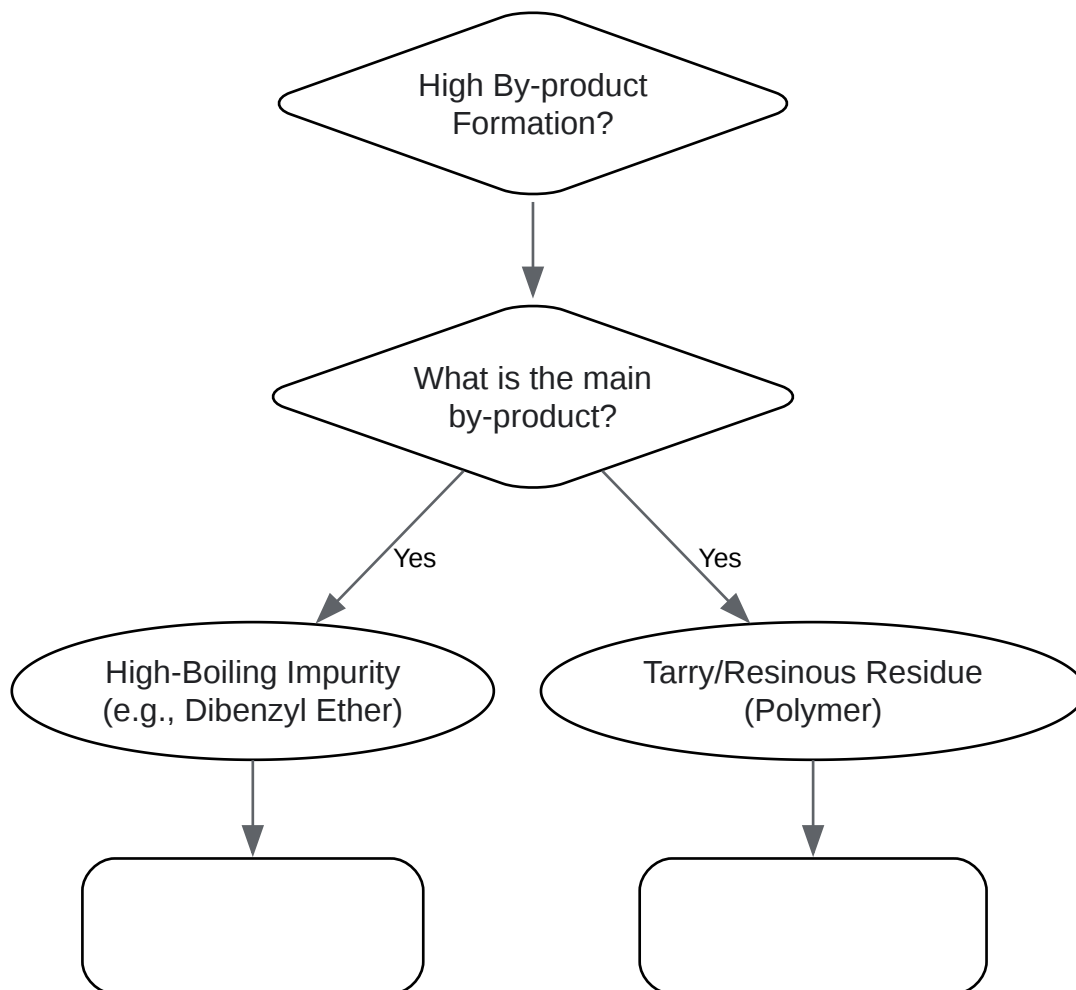 High By-product
Formation?
What is the main
by-product?
Yes
Yes
High-Boiling Impurity
(e.g., Dibenzyl Ether)
Tarry/Resinous Residue
(Polymer)